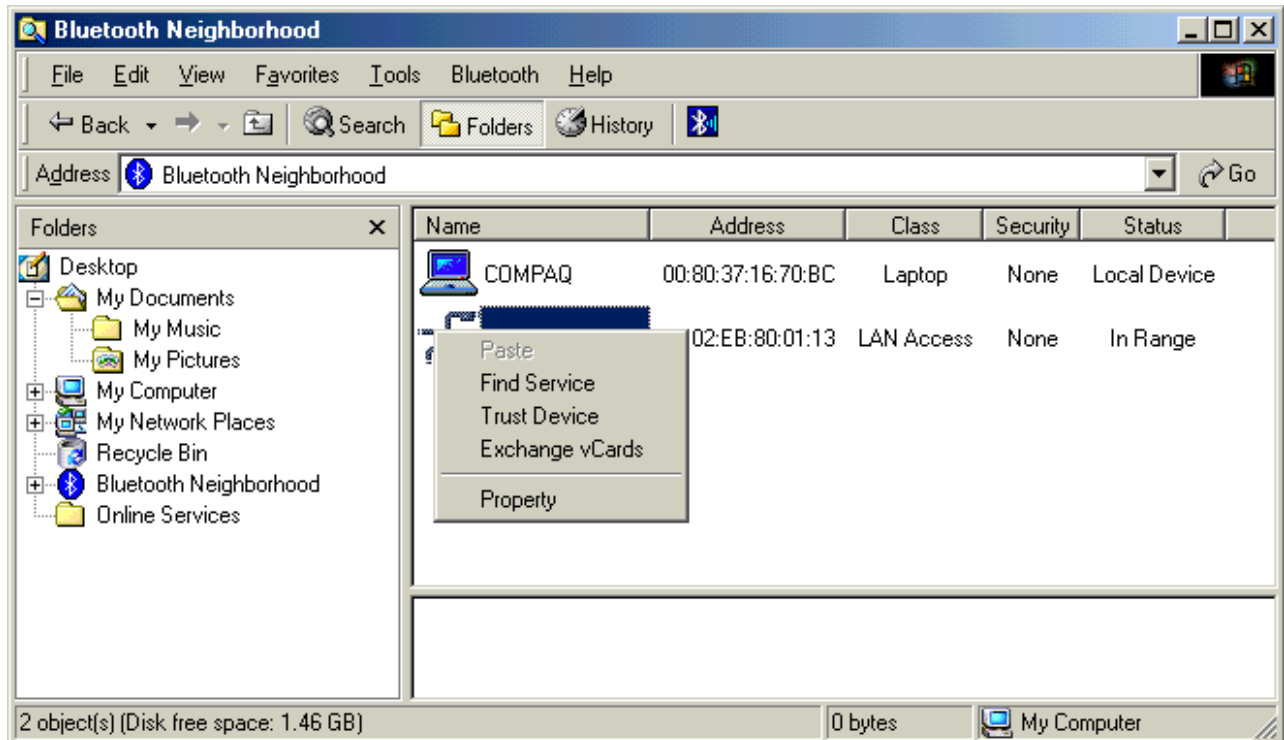 Bluetooth Neighborhood
File Edit View Favorites Tools Bluetooth Help
Back Search Folders History
Address Bluetooth Neighborhood Go
Folders
Desktop
My Documents
My Music
My Pictures
My Computer
My Network Places
Recycle Bin
Bluetooth Neighborhood
Online Services
Name Address Class Security Status
COMPAQ 00:80:37:16:70:BC Laptop None Local Device
02:EB:80:01:13 LAN Access None In Range
Paste
Find Service
Trust Device
Exchange vCards
Property
2 object(s) (Disk free space: 1.46 GB) 0 bytes My Computer